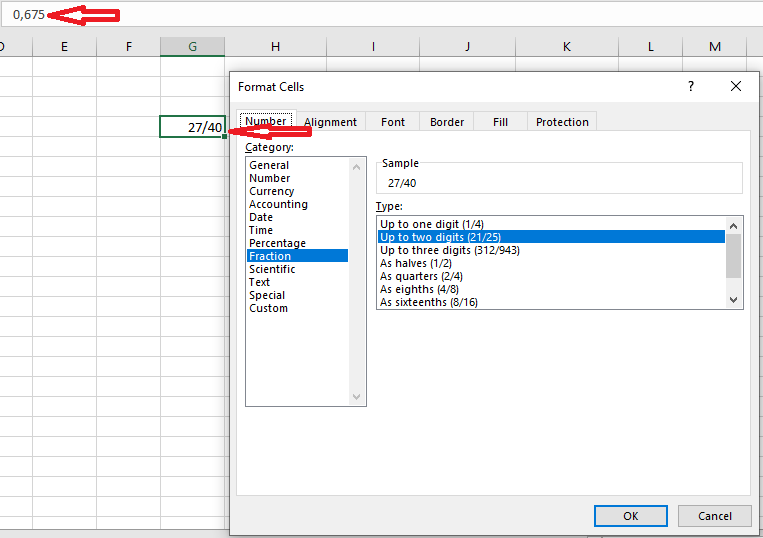 0,675
D E F G H I J K L M
Format Cells ?
27/40
Number Alignment Font Border Fill Protection
Category:
General
Number
Currency
Accounting
Date
Time
Percentage
Fraction
Scientific
Text
Special
Custom
Sample
27/40
Type:
Up to one digit (1/4)
Up to two digits (21/25)
Up to three digits (312/943)
As halves (1/2)
As quarters (2/4)
As eighths (4/8)
As sixteenths (8/16)
OK Cancel